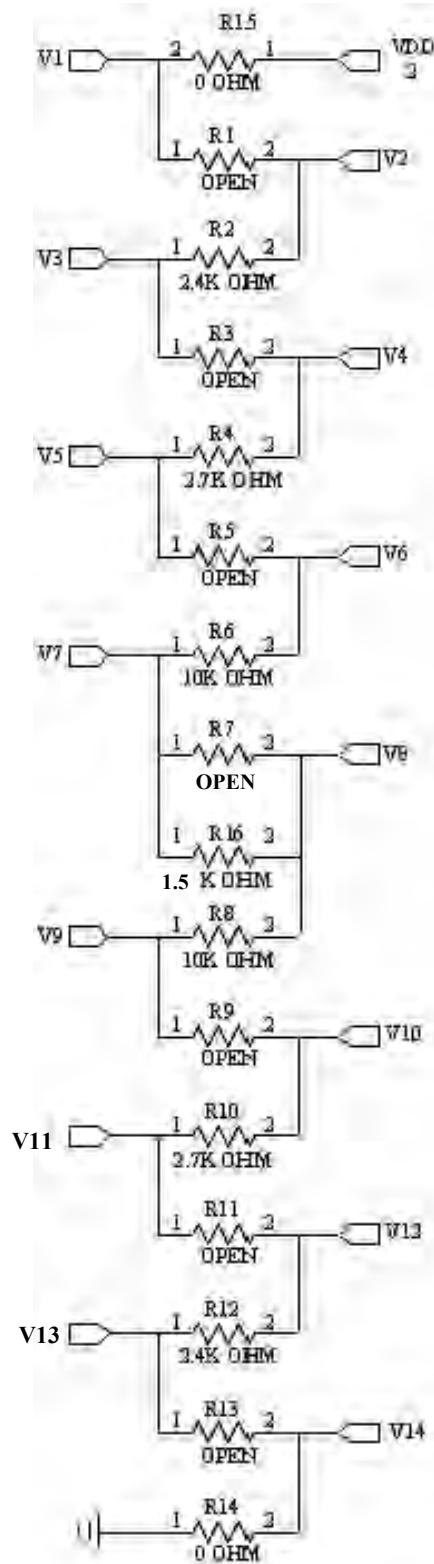 R15
V1 2 1 VDD
0 OHM 2
R1
1 2 V2
OPEN
R2
V3 1 2
2.4K OHM
R3
1 2 V4
OPEN
R4
V5 1 2
2.7K OHM
R5
1 2 V6
OPEN
R6
V7 1 2
10K OHM
R7
1 2 V8
OPEN
1 R16 2
1.5 K OHM
R8
V9 1 2
10K OHM
R9
1 2 V10
OPEN
R10
V11 1 2
2.7K OHM
R11
1 2 V12
OPEN
R12
V13 1 2
2.4K OHM
R13
1 2 V14
OPEN
R14
1 2
0 OHM